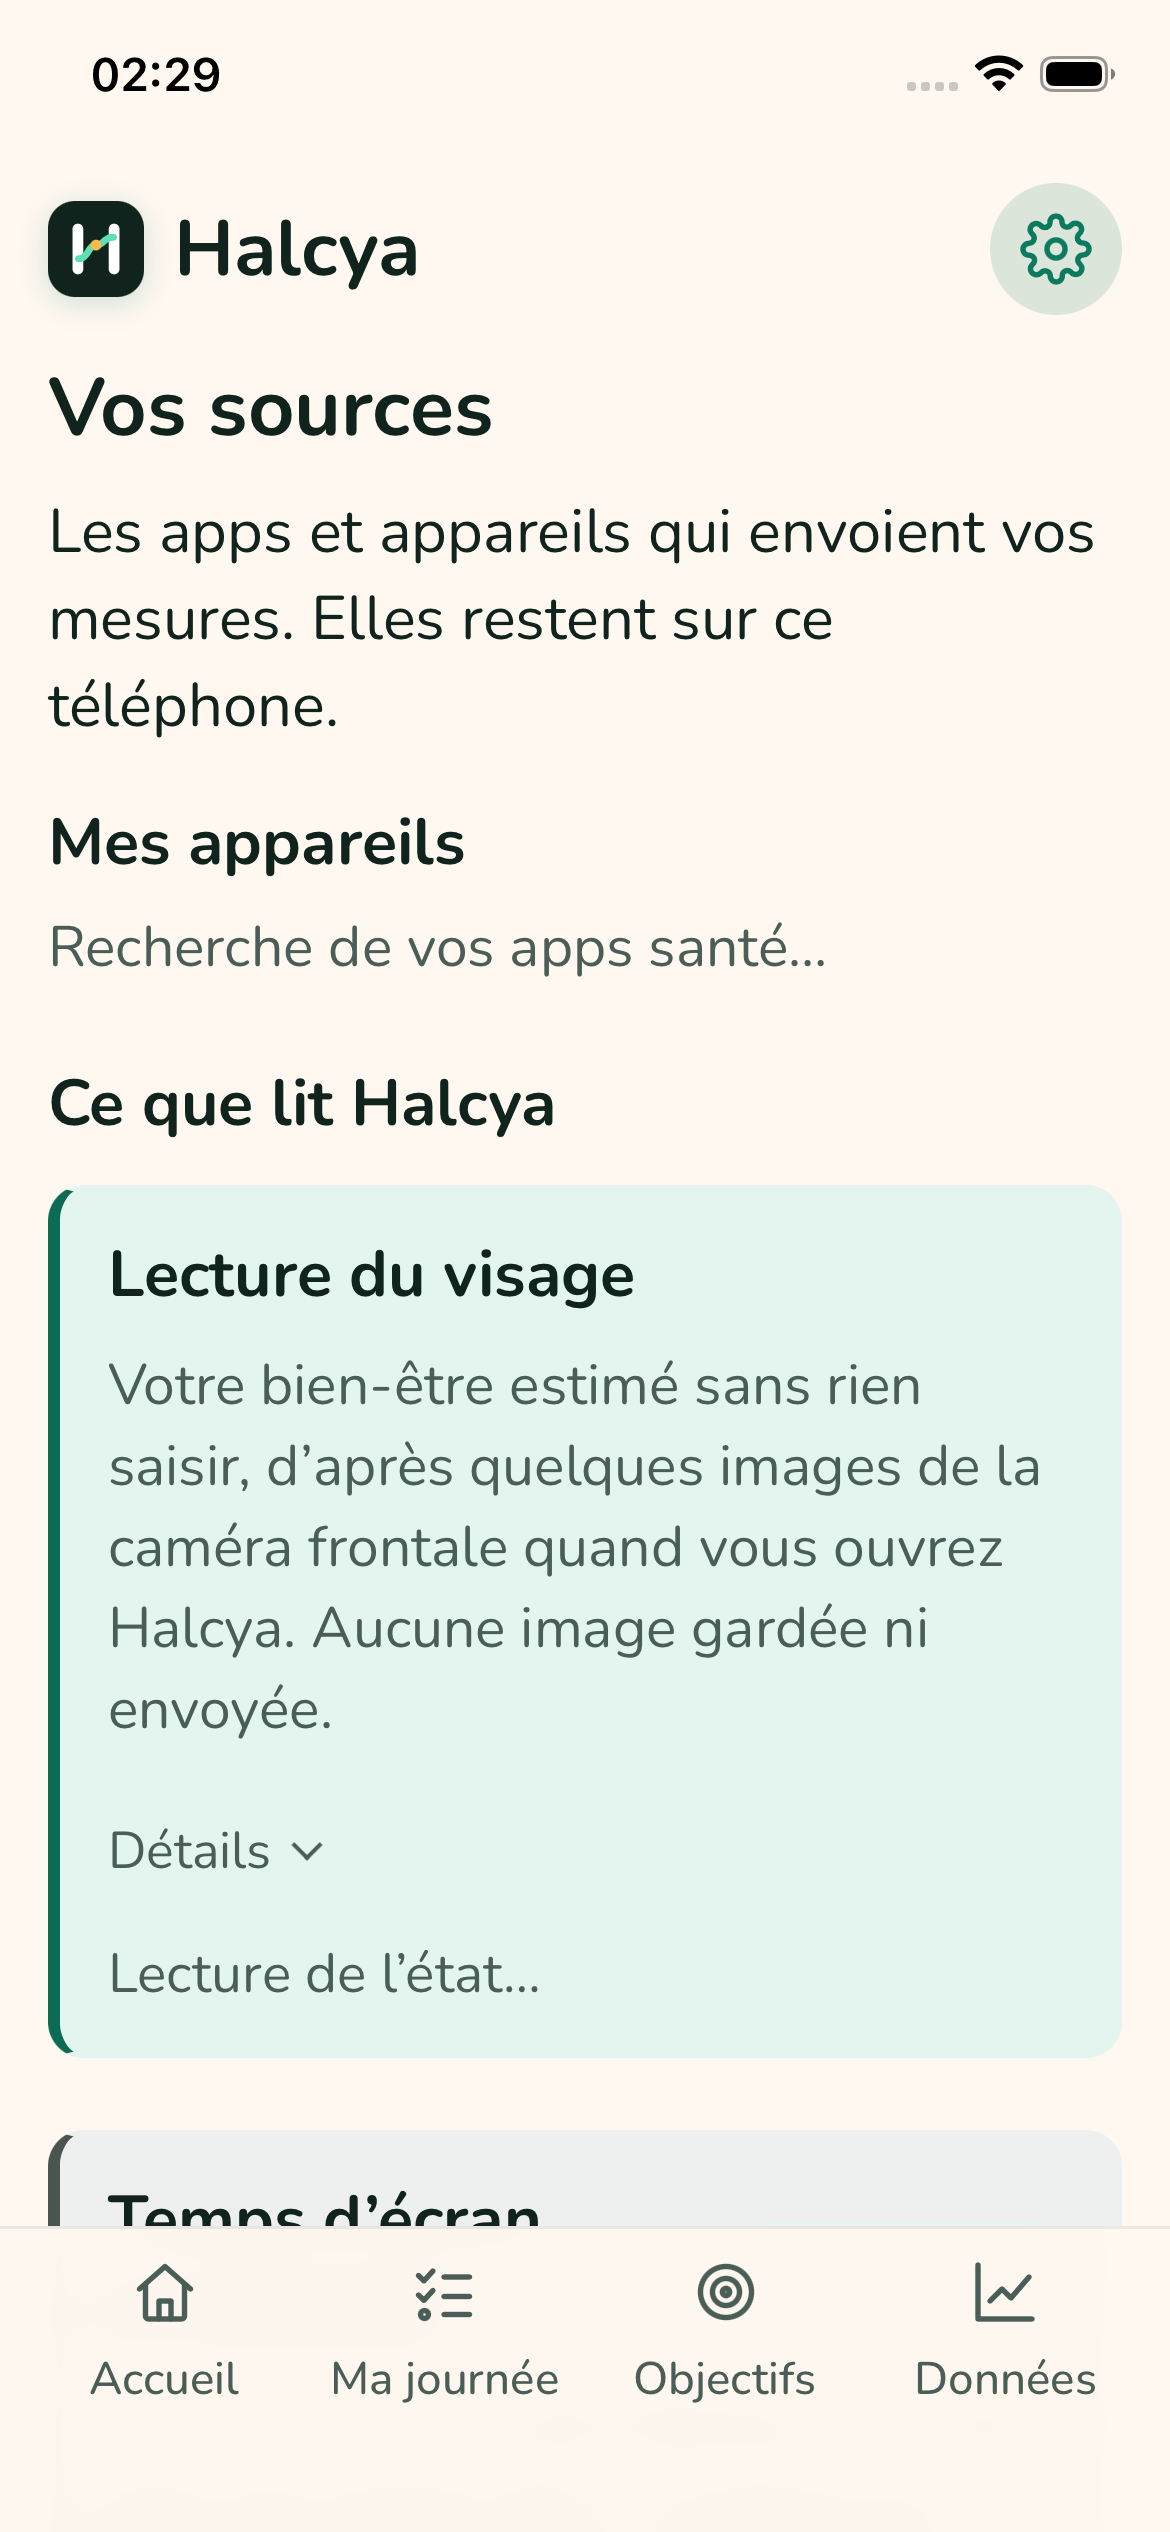 02:29
Halcya
Vos sources
Les apps et appareils qui envoient vos
mesures. Elles restent sur ce
téléphone.
Mes appareils
Recherche de vos apps santé…
Ce que lit Halcya
Lecture du visage
Votre bien-être estimé sans rien
saisir, d’après quelques images de la
caméra frontale quand vous ouvrez
Halcya. Aucune image gardée ni
envoyée.
Détails
Lecture de l’état…
Temps d’écran
Accueil
Ma journée
Objectifs
Données